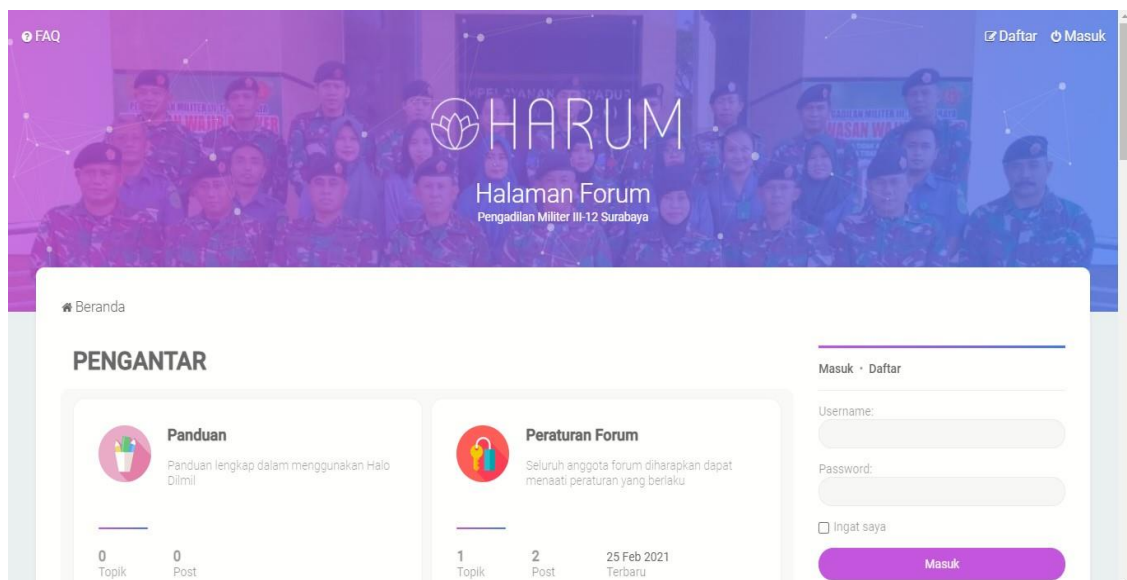 FAQ
Daftar Masuk
HARUM
Halaman Forum
Pengadilan Militer III-12 Surabaya
Beranda
PENGANTAR
Masuk • Daftar
Panduan
Panduan lengkap dalam menggunakan Halo
Dilmil
0 0
Topik Post
Peraturan Forum
Seluruh anggota forum diharapkan dapat
menaati peraturan yang berlaku
1 2 25 Feb 2021
Topik Post Terbaru
Username:
Password:
Ingat saya
Masuk